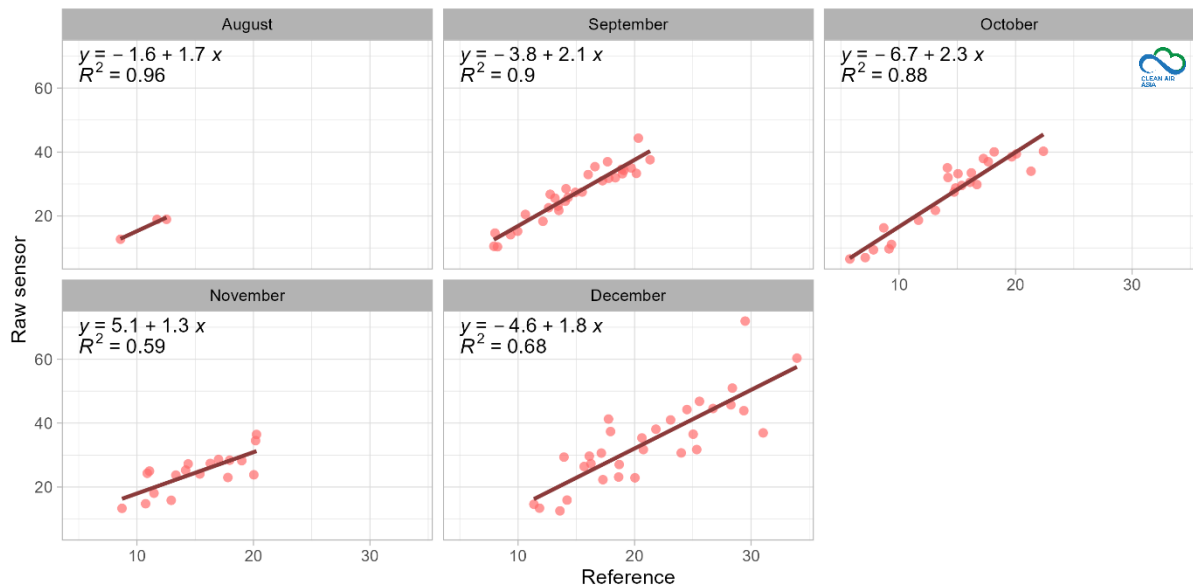 August
y = − 1.6 + 1.7 x
R² = 0.96
September
y = − 3.8 + 2.1 x
R² = 0.9
October
y = − 6.7 + 2.3 x
R² = 0.88
CLEAN AIR
ASIA
60
40
20
10
20
30
November
y = 5.1 + 1.3 x
R² = 0.59
December
y = − 4.6 + 1.8 x
R² = 0.68
60
40
20
10
20
30
10
20
30
Raw sensor
Reference